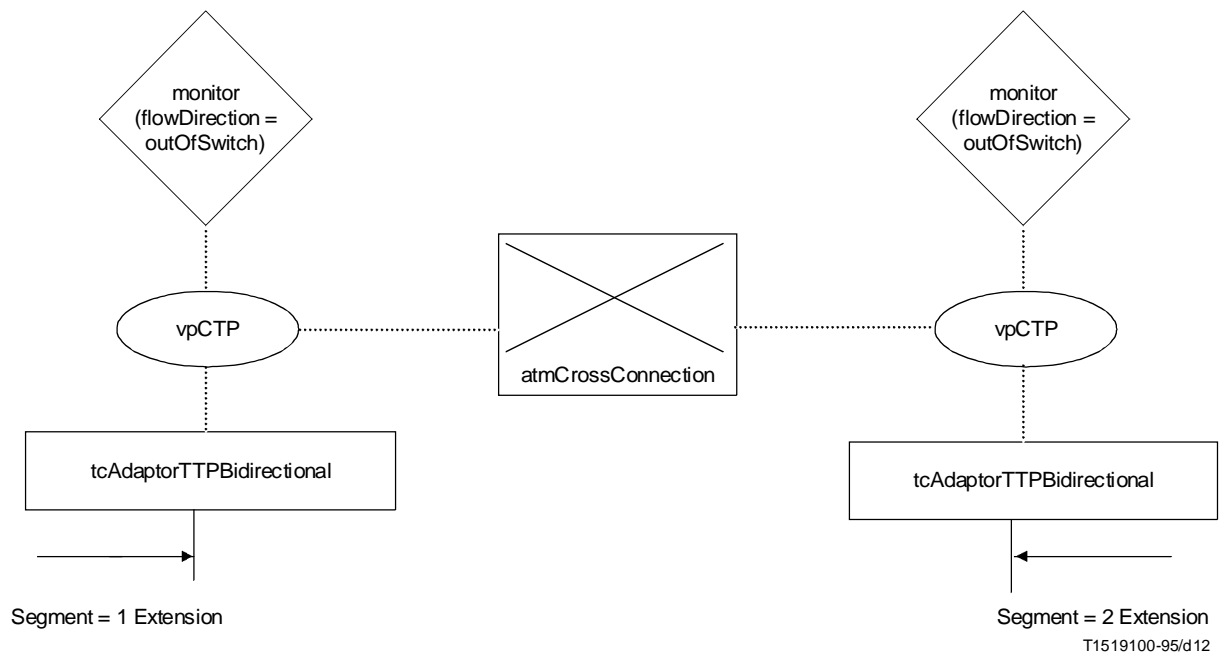 monitor
(flowDirection =
outOfSwitch)
monitor
(flowDirection =
outOfSwitch)
vpCTP
vpCTP
atmCrossConnection
tcAdaptorTTPBidirectional
tcAdaptorTTPBidirectional
Segment = 1 Extension
Segment = 2 Extension
T1519100-95/d12